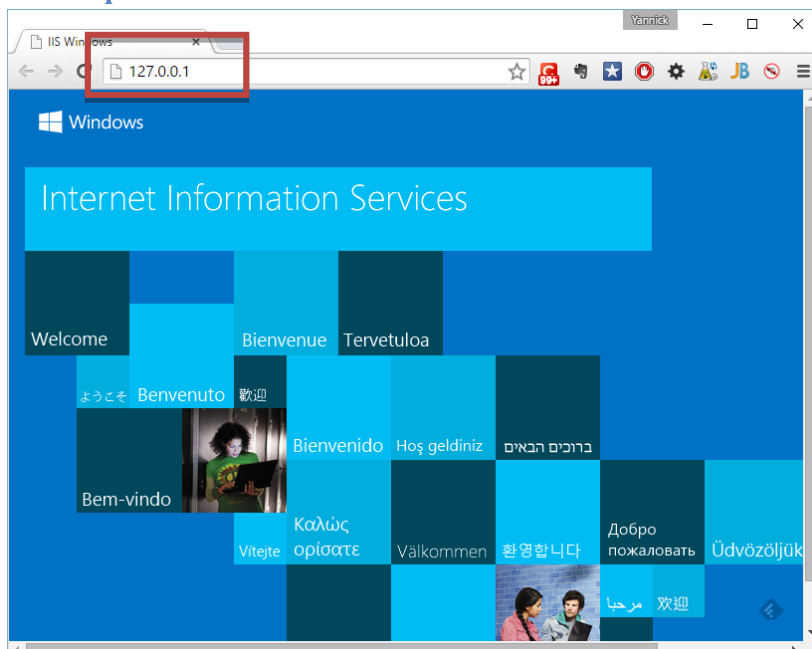 Yannick
IIS Windows
127.0.0.1
99+
JB
Windows
Internet Information Services
Welcome
Bienvenue
Tervetuloa
ようこそ
Benvenuto
歡迎
Bienvenido
Hoş geldiniz
ברוכים הבאים
Bem-vindo
Vítejte
Καλώς
ορίσατε
Välkommen
환영합니다
Добро
пожаловать
Üdvözöljük
مرحبا
欢迎